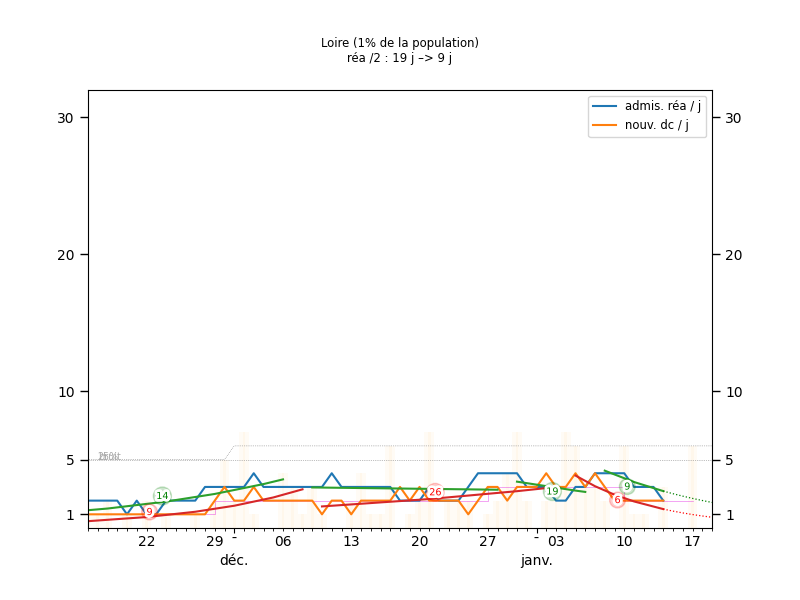 Loire (1% de la population)
réa /2 : 19 j –> 9 j
admis. réa / j
nouv. dc / j
30 30
20 20
10 10
5 5
1 1
14
9
26
19
9
6
22 29 - 06 13 20 27 - 03 10 17
déc. janv.